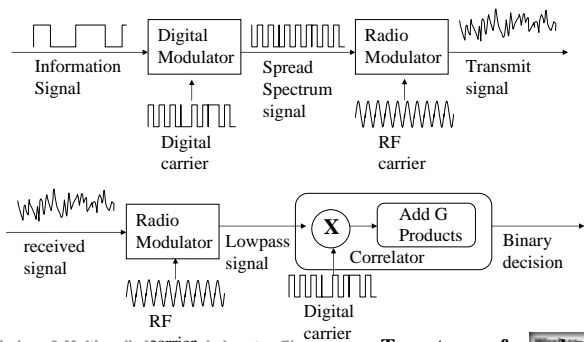 Information
Signal
Digital
Modulator
Spread
Spectrum
signal
Radio
Modulator
Transmit
signal
Digital
carrier
RF
carrier
received
signal
Radio
Modulator
Lowpass
signal
X
Add G
Products
Correlator
Binary
decision
RF
Digital
carrier